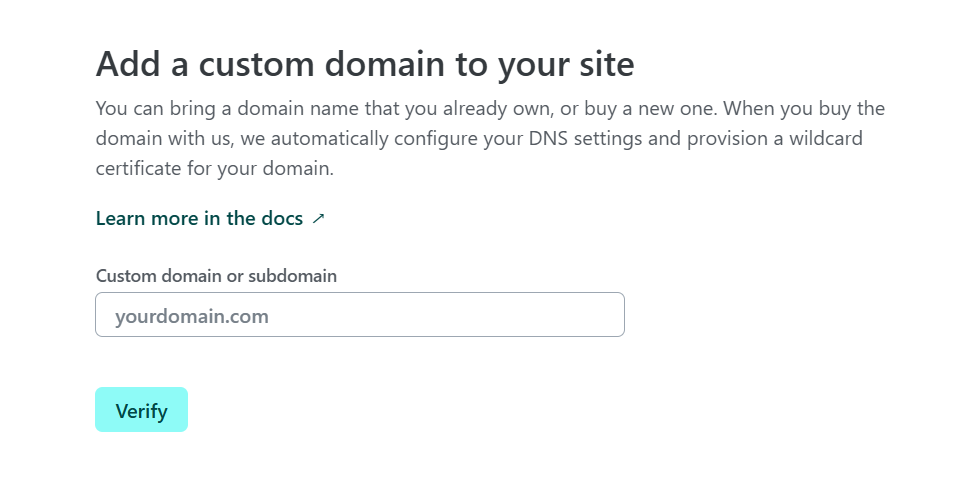 Add a custom domain to your site
You can bring a domain name that you already own, or buy a new one. When you buy the
domain with us, we automatically configure your DNS settings and provision a wildcard
certificate for your domain.
Learn more in the docs ↗
Custom domain or subdomain
yourdomain.com
Verify